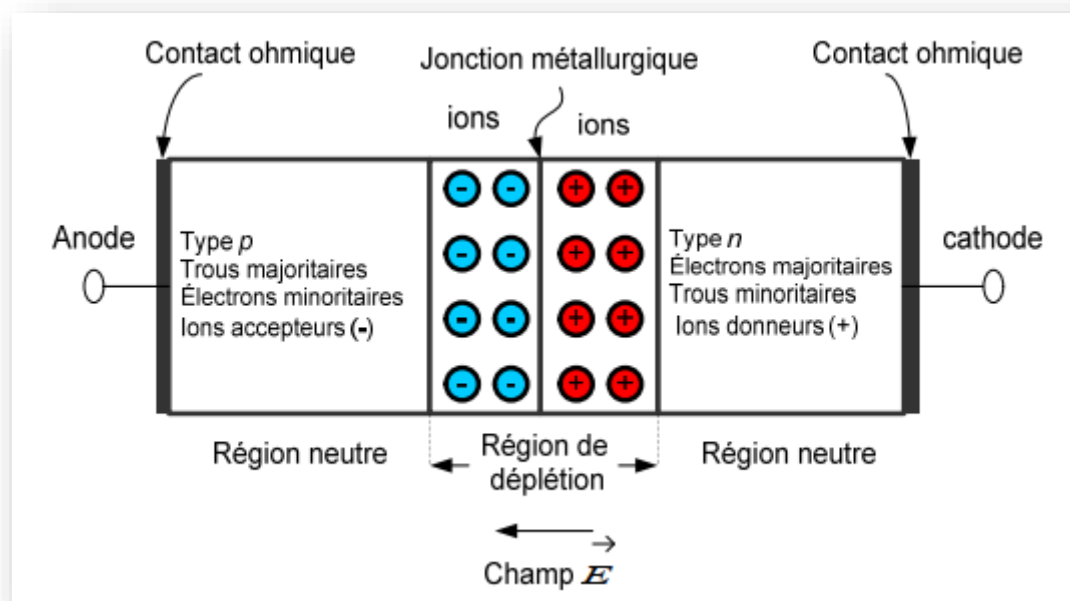 Contact ohmique
Jonction métallurgique
Contact ohmique
ions
ions
Anode
Type p
Trous majoritaires
Électrons minoritaires
Ions accepteurs (-)
- -
+ +
- -
+ +
- -
+ +
- -
+ +
Type n
Électrons majoritaires
Trous minoritaires
Ions donneurs (+)
cathode
Région neutre
Région de
déplétion
Région neutre
Champ E